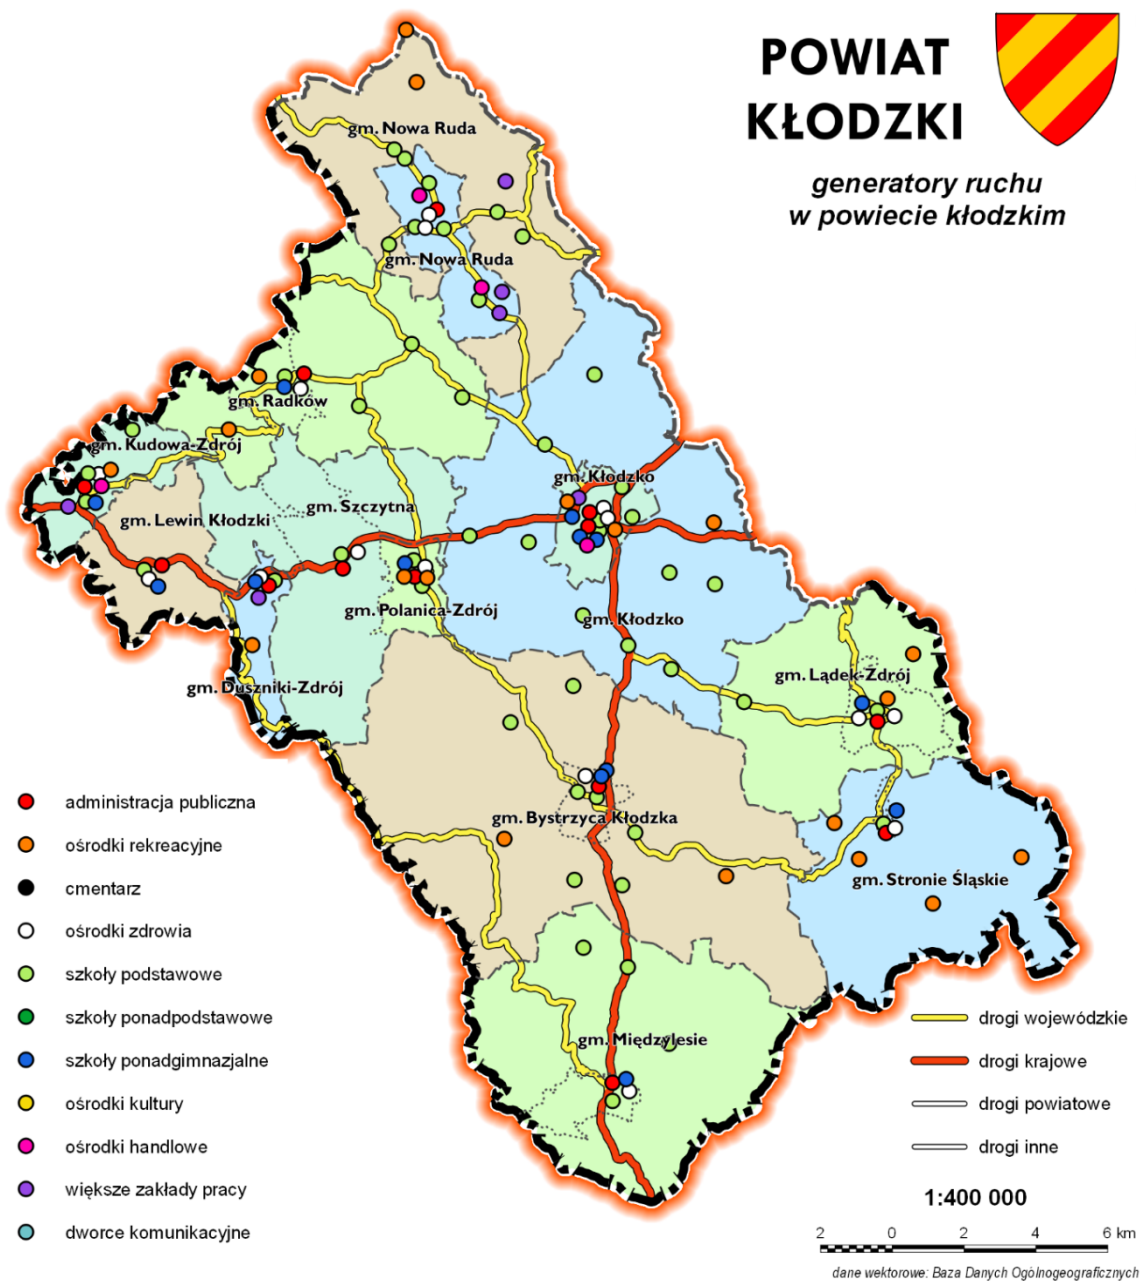 POWIAT
KŁODZKI
generatory ruchu
w powiecie kłodzkim
gm. Nowa Ruda
gm. Nowa Ruda
gm. Radków
gm. Kudowa-Zdrój
gm. Kłodzko
gm. Szczytna
gm. Lewin Kłodzki
gm. Polanica-Zdrój
gm. Kłodzko
gm. Duszniki-Zdrój
gm. Lądek-Zdrój
gm. Bystrzyca Kłodzka
gm. Stronie Śląskie
gm. Międzylesie
administracja publiczna
ośrodki rekreacyjne
cmentarz
ośrodki zdrowia
szkoły podstawowe
szkoły ponadpodstawowe
szkoły ponadgimnazjalne
ośrodki kultury
ośrodki handlowe
większe zakłady pracy
dworce komunikacyjne
drogi wojewódzkie
drogi krajowe
drogi powiatowe
drogi inne
1:400 000
2 0 2 4 6 km
dane wektorowe: Baza Danych Ogólnogeograficznych